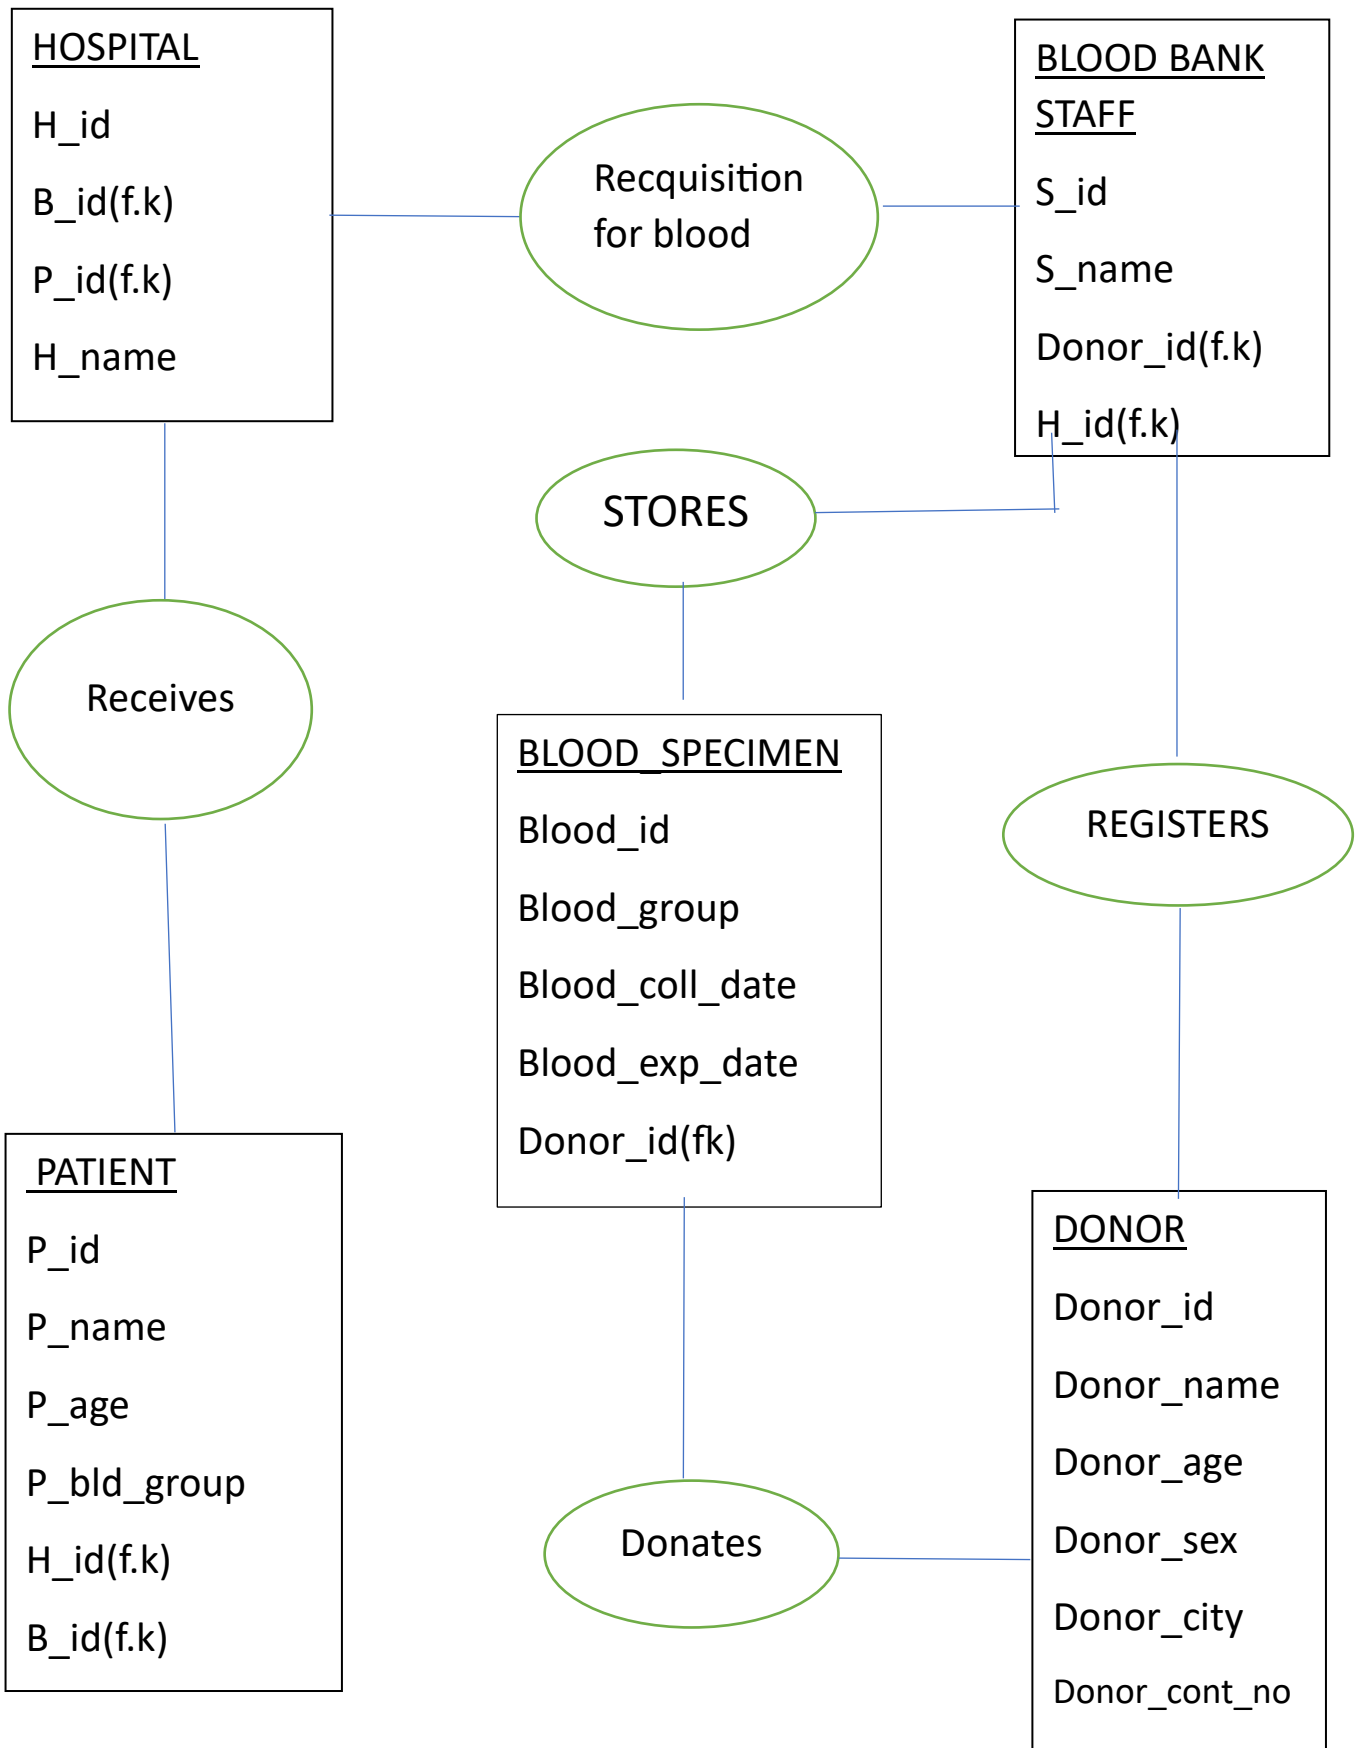 HOSPITAL
H_id
B_id(f.k)
P_id(f.k)
H_name
Recquisition
for blood
BLOOD BANK
STAFF
S_id
S_name
Donor_id(f.k)
H_id(f.k)
STORES
Receives
BLOOD_SPECIMEN
Blood_id
Blood_group
Blood_coll_date
Blood_exp_date
Donor_id(fk)
REGISTERS
PATIENT
P_id
P_name
P_age
P_bld_group
H_id(f.k)
B_id(f.k)
Donates
DONOR
Donor_id
Donor_name
Donor_age
Donor_sex
Donor_city
Donor_cont_no